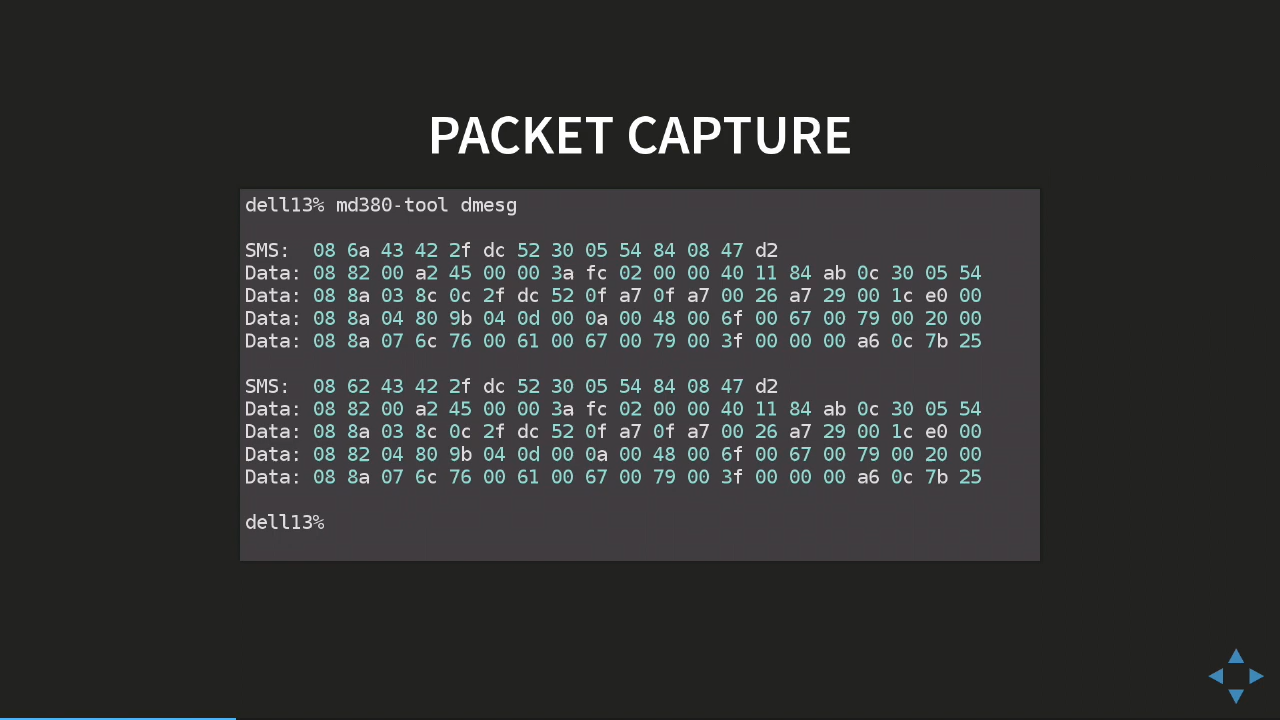 PACKET CAPTURE
dell13% md380-tool dmesg
SMS:  08 6a 43 42 2f dc 52 30 05 54 84 08 47 d2
Data: 08 82 00 a2 45 00 00 3a fc 02 00 00 40 11 84 ab 0c 30 05 54
Data: 08 8a 03 8c 0c 2f dc 52 0f a7 0f a7 00 26 a7 29 00 1c e0 00
Data: 08 8a 04 80 9b 04 0d 00 0a 00 48 00 6f 00 67 00 79 00 20 00
Data: 08 8a 07 6c 76 00 61 00 67 00 79 00 3f 00 00 00 a6 0c 7b 25
SMS:  08 62 43 42 2f dc 52 30 05 54 84 08 47 d2
Data: 08 82 00 a2 45 00 00 3a fc 02 00 00 40 11 84 ab 0c 30 05 54
Data: 08 8a 03 8c 0c 2f dc 52 0f a7 0f a7 00 26 a7 29 00 1c e0 00
Data: 08 82 04 80 9b 04 0d 00 0a 00 48 00 6f 00 67 00 79 00 20 00
Data: 08 8a 07 6c 76 00 61 00 67 00 79 00 3f 00 00 00 a6 0c 7b 25
dell13%